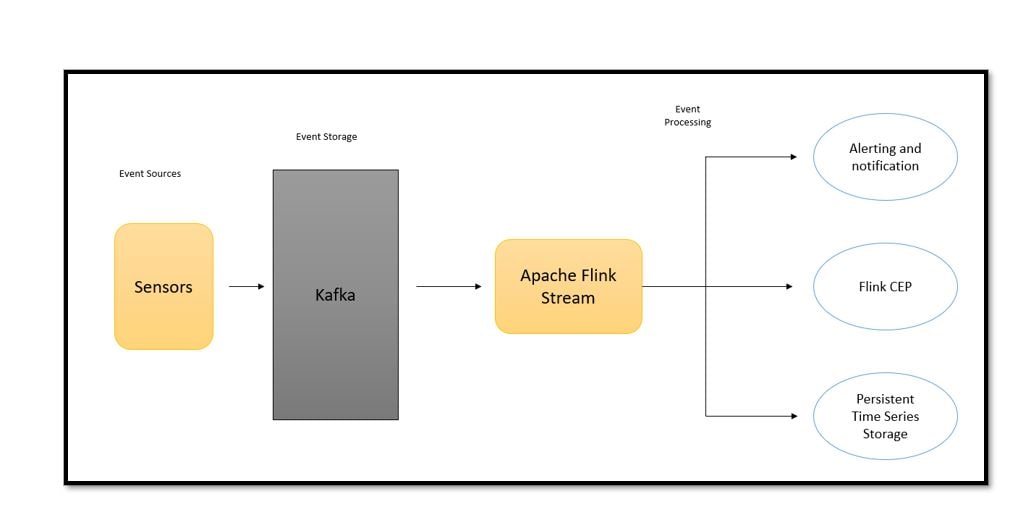 Event Sources
Sensors
Event Storage
Kafka
Apache Flink
Stream
Event
Processing
Alerting and
notification
Flink CEP
Persistent
Time Series
Storage